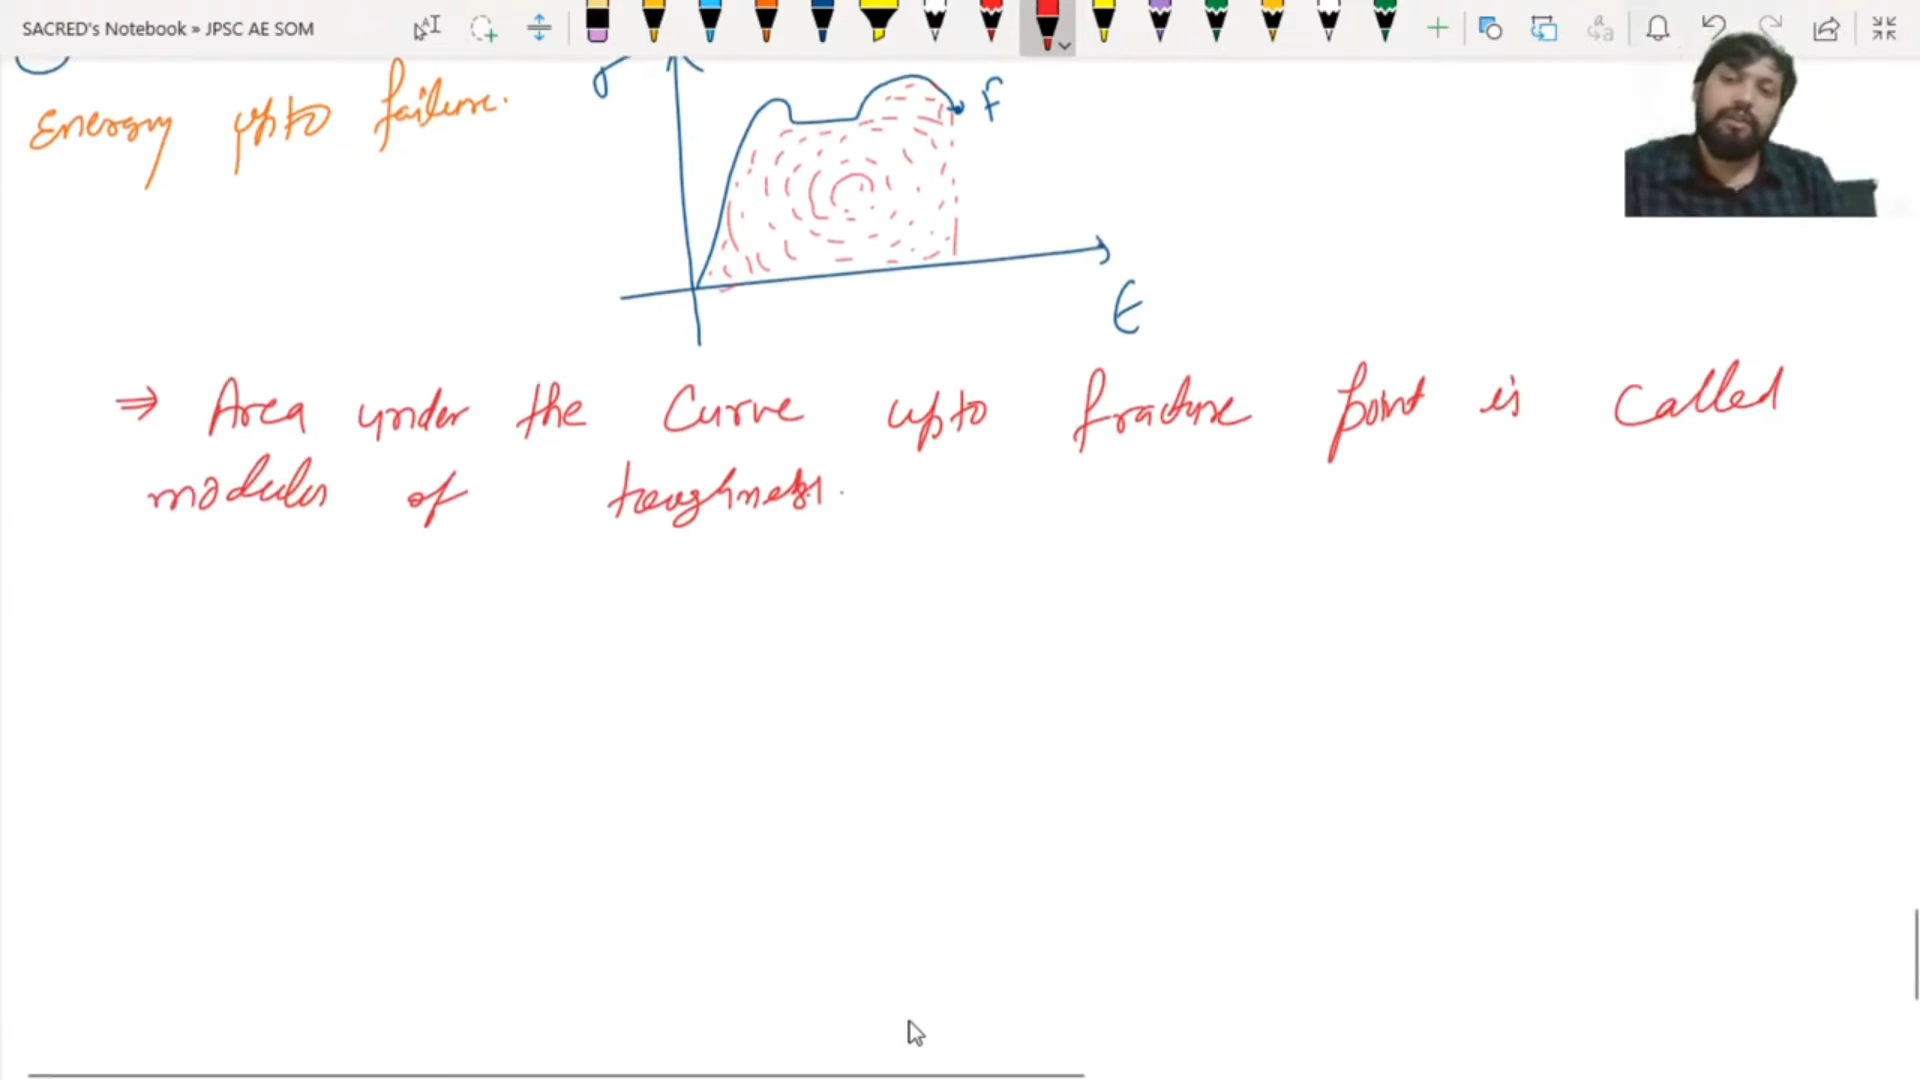 SACRED's Notebook » JPSC AE SOM
Energy upto failure.
σ
F
ε
⇒ Area under the Curve upto fracture point is called
modulus of toughness.